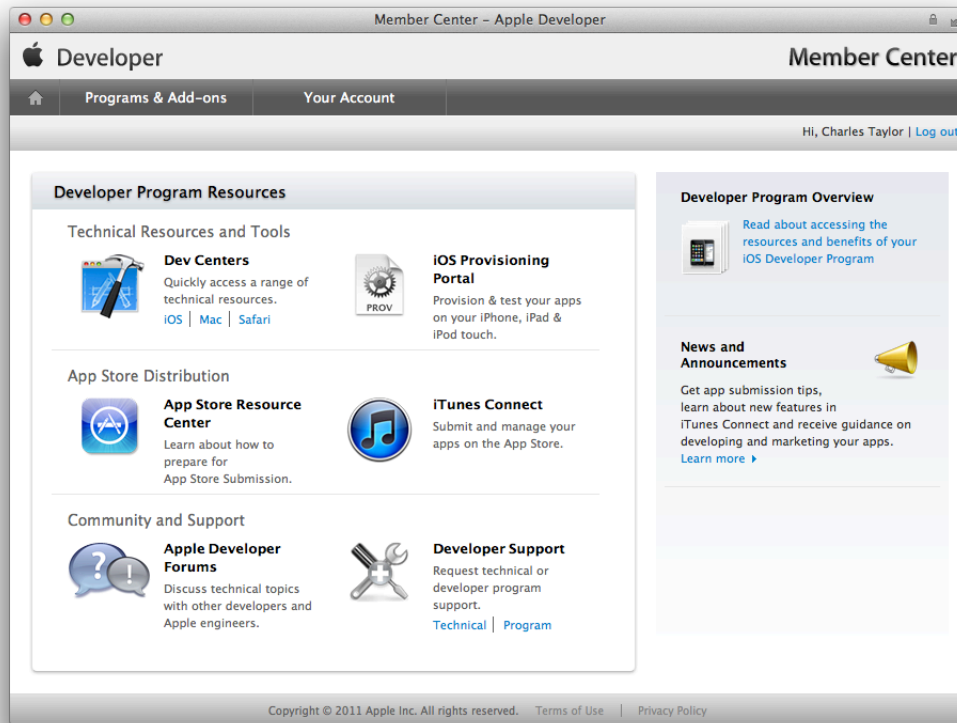 Member Center – Apple Developer
Developer
Member Center
Programs & Add-ons
Your Account
Hi, Charles Taylor | Log out
Developer Program Resources
Technical Resources and Tools
Dev Centers
Quickly access a range of
technical resources.
iOS | Mac | Safari
PROV
iOS Provisioning
Portal
Provision & test your apps
on your iPhone, iPad &
iPod touch.
App Store Distribution
App Store Resource
Center
Learn about how to
prepare for
App Store Submission.
iTunes Connect
Submit and manage your
apps on the App Store.
Community and Support
Apple Developer
Forums
Discuss technical topics
with other developers and
Apple engineers.
Developer Support
Request technical or
developer program
support.
Technical | Program
Developer Program Overview
Read about accessing the
resources and benefits of your
iOS Developer Program
News and
Announcements
Get app submission tips,
learn about new features in
iTunes Connect and receive guidance on
developing and marketing your apps.
Learn more
Copyright © 2011 Apple Inc. All rights reserved. Terms of Use | Privacy Policy